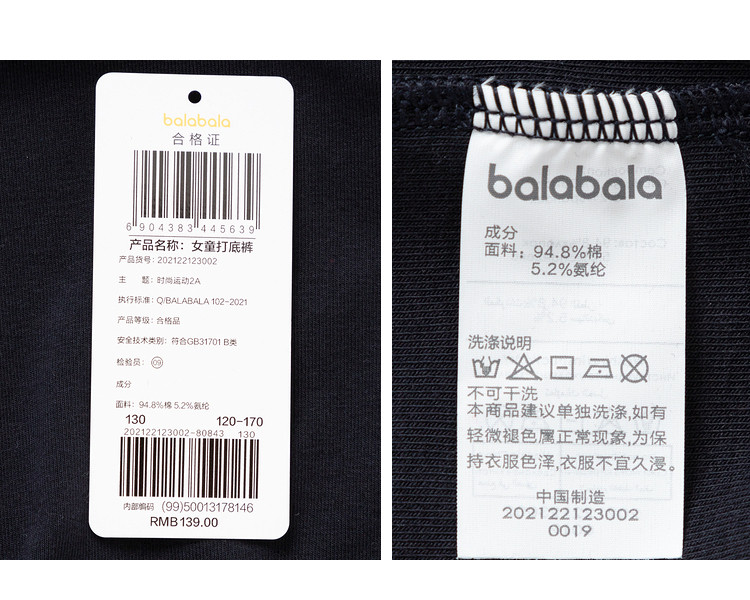 balabala
合格证
6 904383 445639
产品名称：女童打底裤
产品货号：202122123002
主 题：时尚运动2A
执行标准：Q/BALABALA 102-2021
产品等级：合格品
安全技术类别：符合GB31701 B类
检验员：09
成分
面料：94.8%棉 5.2%氨纶
130 120-170
202122123002-80843 130
内部编码 (99)50013178146
RMB139.00
balabala
成分
面料：94.8%棉
5.2%氨纶
洗涤说明
不可干洗
本商品建议单独洗涤,如有
轻微褪色属正常现象,为保
持衣服色泽,衣服不宜久浸。
中国制造
202122123002
0019